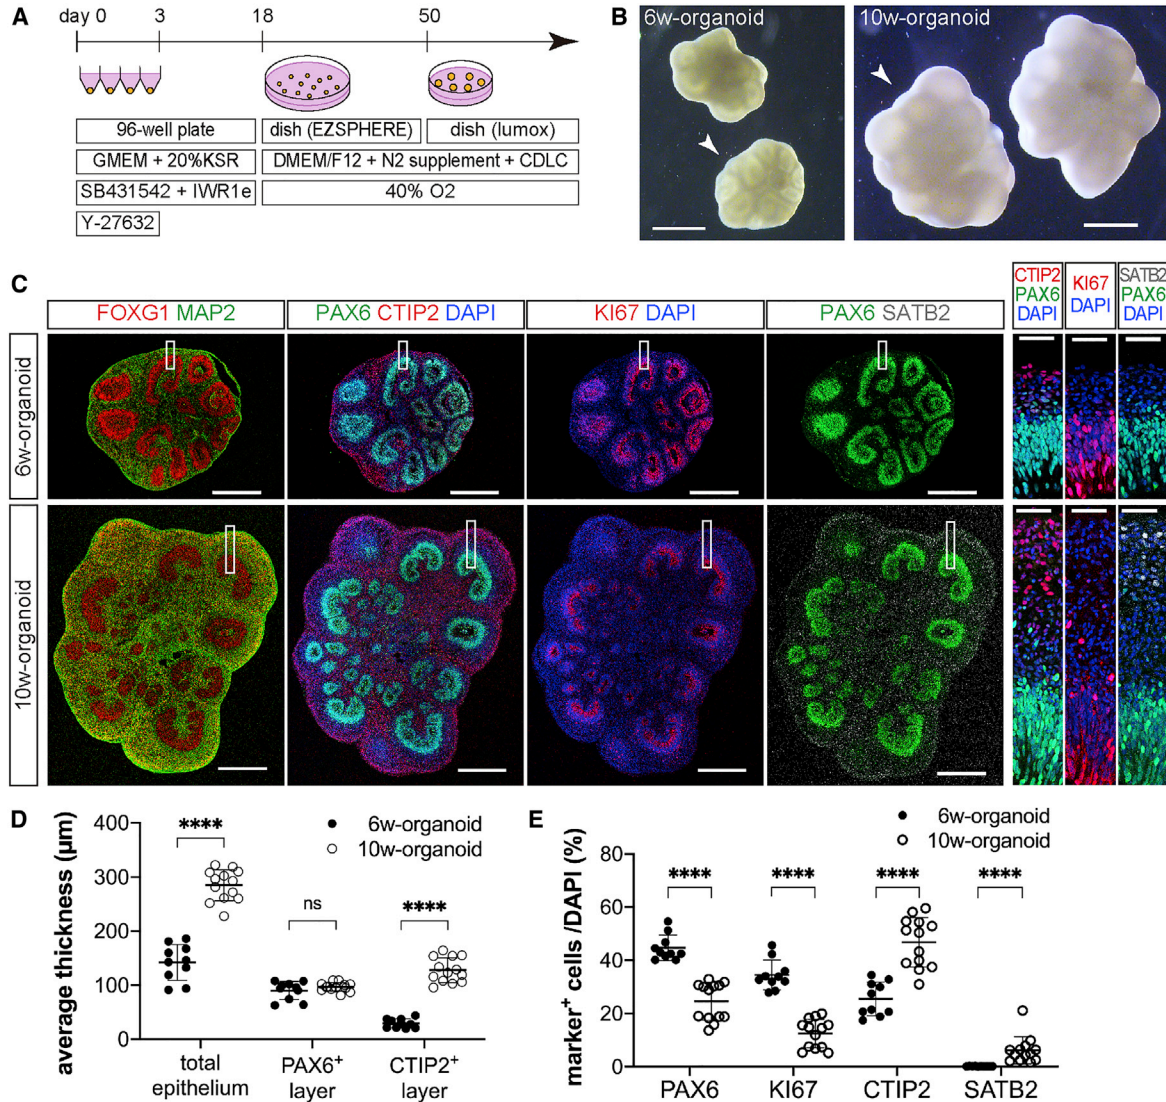 A
day 0 3 18 50
96-well plate dish (EZSPHERE) dish (lumox)
GMEM + 20%KSR DMEM/F12 + N2 supplement + CDLC
SB431542 + IWR1e 40% O2
Y-27632
B
6w-organoid 10w-organoid
C
FOXG1 MAP2 PAX6 CTIP2 DAPI KI67 DAPI PAX6 SATB2
CTIP2 PAX6 DAPI
KI67 DAPI
SATB2 PAX6 DAPI
6w-organoid
10w-organoid
D
average thickness (µm)
400
300
200
100
0
6w-organoid
10w-organoid
**** ns ****
total epithelium
PAX6+ layer
CTIP2+ layer
E
marker+ cells /DAPI (%)
80
60
40
20
0
6w-organoid
10w-organoid
**** **** **** ****
PAX6 KI67 CTIP2 SATB2